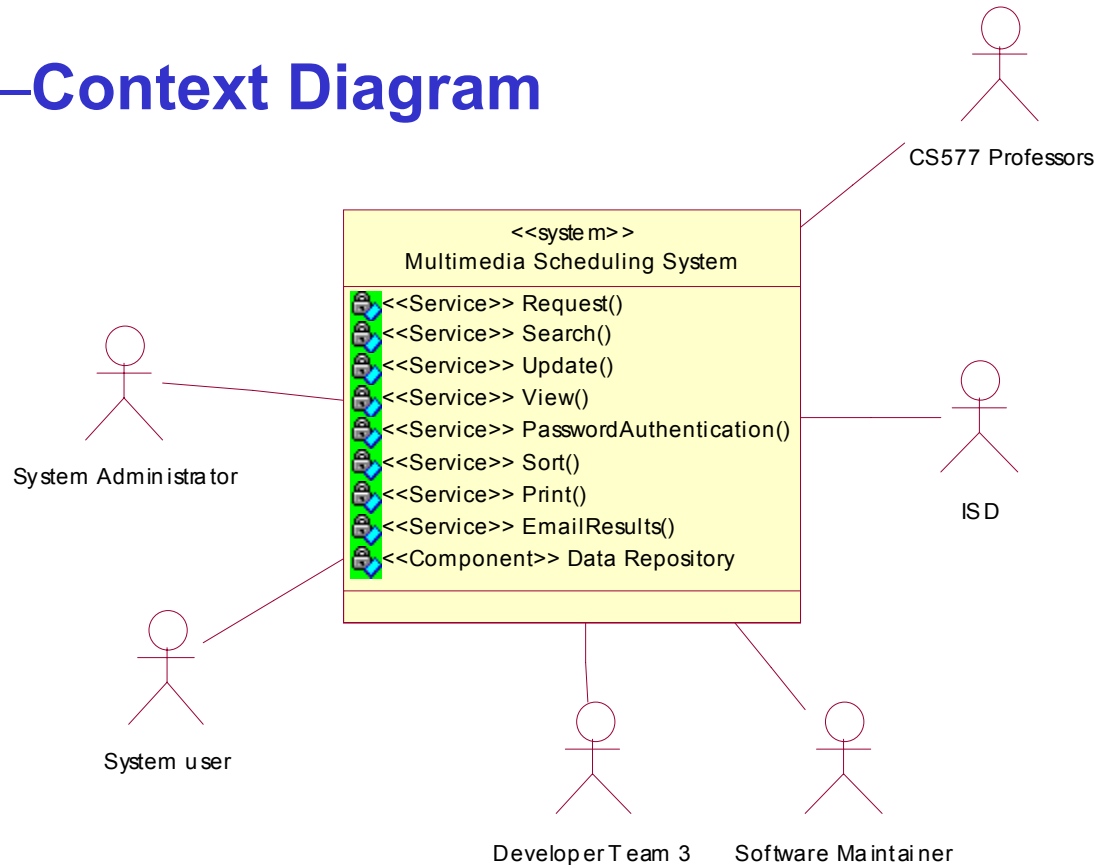 –Context Diagram
CS577 Professors
<<system>>
Multimedia Scheduling System
<<Service>> Request()
<<Service>> Search()
<<Service>> Update()
<<Service>> View()
<<Service>> PasswordAuthentication()
<<Service>> Sort()
<<Service>> Print()
<<Service>> EmailResults()
<<Component>> Data Repository
System Administrator
ISD
System user
Developer Team 3
Software Maintainer